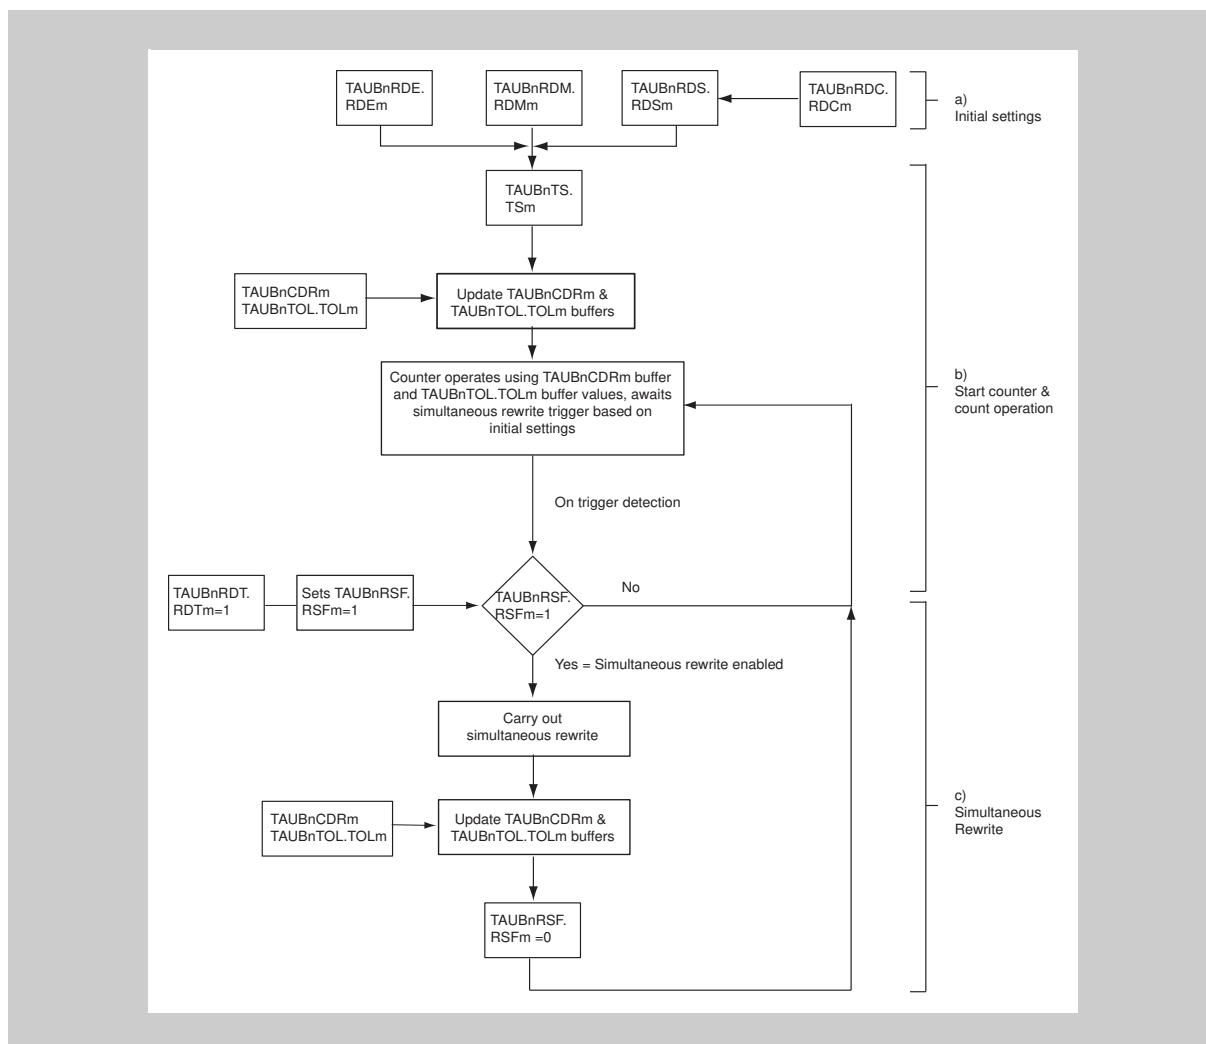 TAUBnRDE.
RDEm
TAUBnRDM.
RDMm
TAUBnRDS.
RDSm
TAUBnRDC.
RDCm
a)
Initial settings
TAUBnTS.
TSm
TAUBnCDRm
TAUBnTOL.TOLm
Update TAUBnCDRm &
TAUBnTOL.TOLm buffers
Counter operates using TAUBnCDRm buffer
and TAUBnTOL.TOLm buffer values, awaits
simultaneous rewrite trigger based on
initial settings
b)
Start counter &
count operation
On trigger detection
TAUBnRDT.
RDTm=1
Sets TAUBnRSF.
RSFm=1
TAUBnRSF.
RSFm=1
No
Yes = Simultaneous rewrite enabled
Carry out
simultaneous rewrite
TAUBnCDRm
TAUBnTOL.TOLm
Update TAUBnCDRm &
TAUBnTOL.TOLm buffers
c)
Simultaneous
Rewrite
TAUBnRSF.
RSFm =0